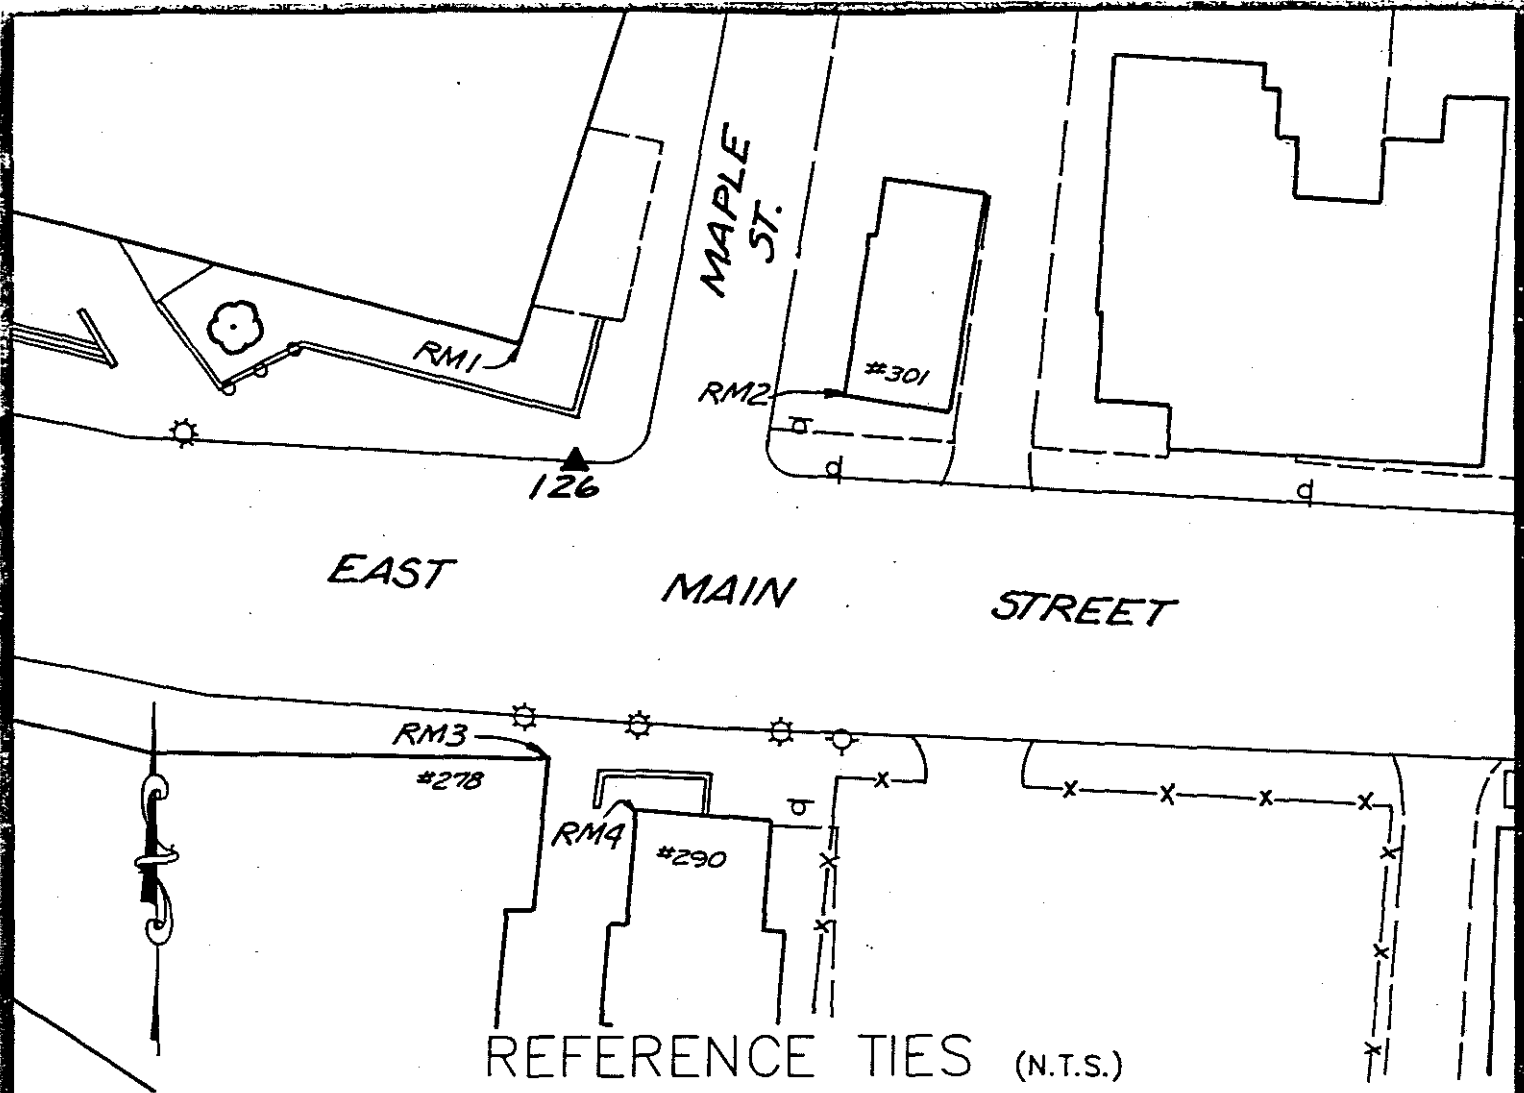 MAPLE
ST.
RM1
#301
RM2
126
EAST MAIN STREET
RM3
#278
RM4
#290
REFERENCE TIES (N.T.S.)